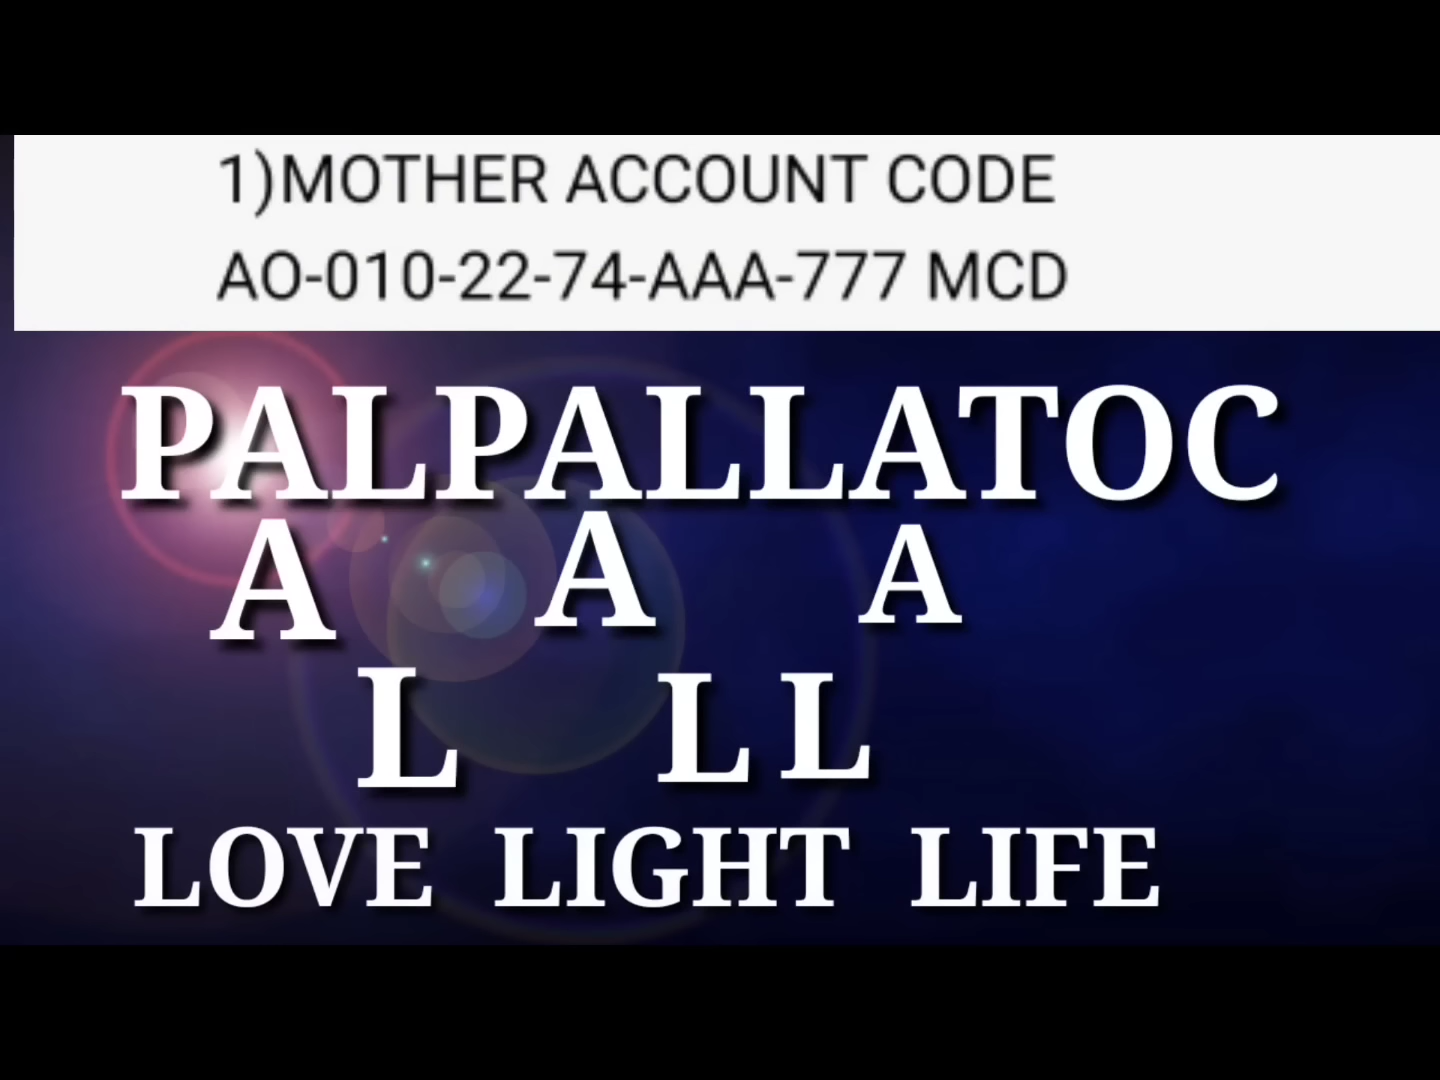 1)MOTHER ACCOUNT CODE
AO-010-22-74-AAA-777 MCD
PALPALLATOC
A A A
L L L
LOVE LIGHT LIFE